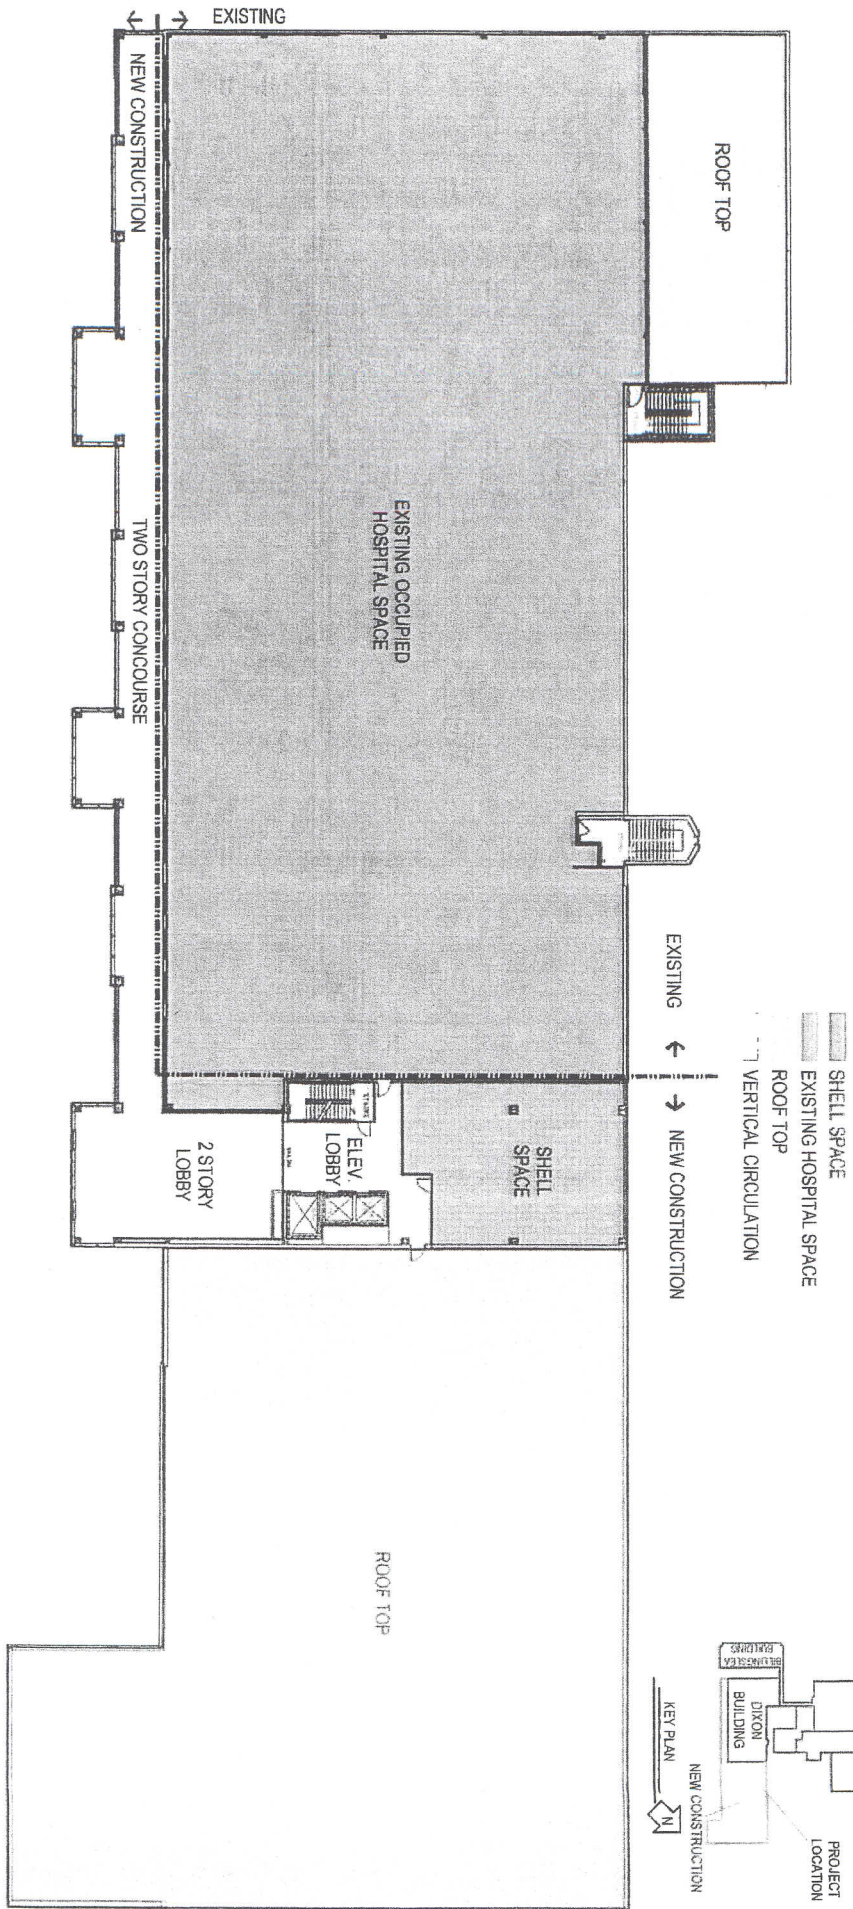 EXISTING
NEW CONSTRUCTION
ROOF TOP
TWO STORY CONCOURSE
EXISTING OCCUPIED
HOSPITAL SPACE
EXISTING
NEW CONSTRUCTION
SHELL SPACE
EXISTING HOSPITAL SPACE
ROOF TOP
VERTICAL CIRCULATION
2 STORY
LOBBY
ELEV.
LOBBY
SHELL
SPACE
ROOF TOP
BILLINGSLEA
BUILDING
DIXON
BUILDING
KEY PLAN
N
NEW CONSTRUCTION
PROJECT
LOCATION